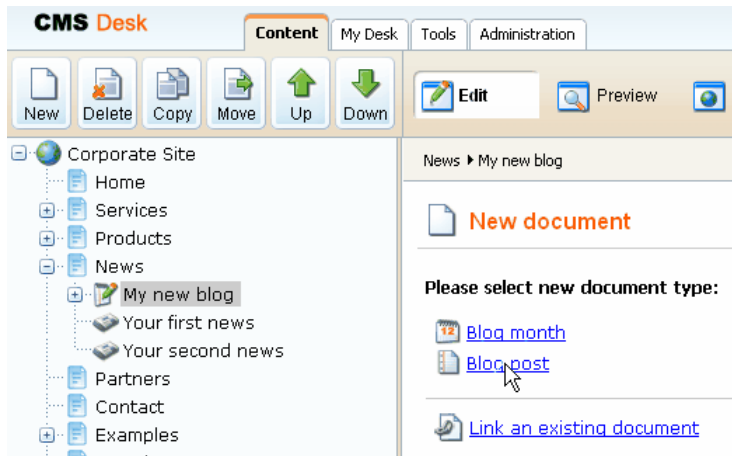 CMS Desk
Content My Desk Tools Administration
New Delete Copy Move Up Down Edit Preview
Corporate Site
Home
Services
Products
News
My new blog
Your first news
Your second news
Partners
Contact
Examples
News My new blog
New document
Please select new document type:
12 Blog month
Blog post
Link an existing document